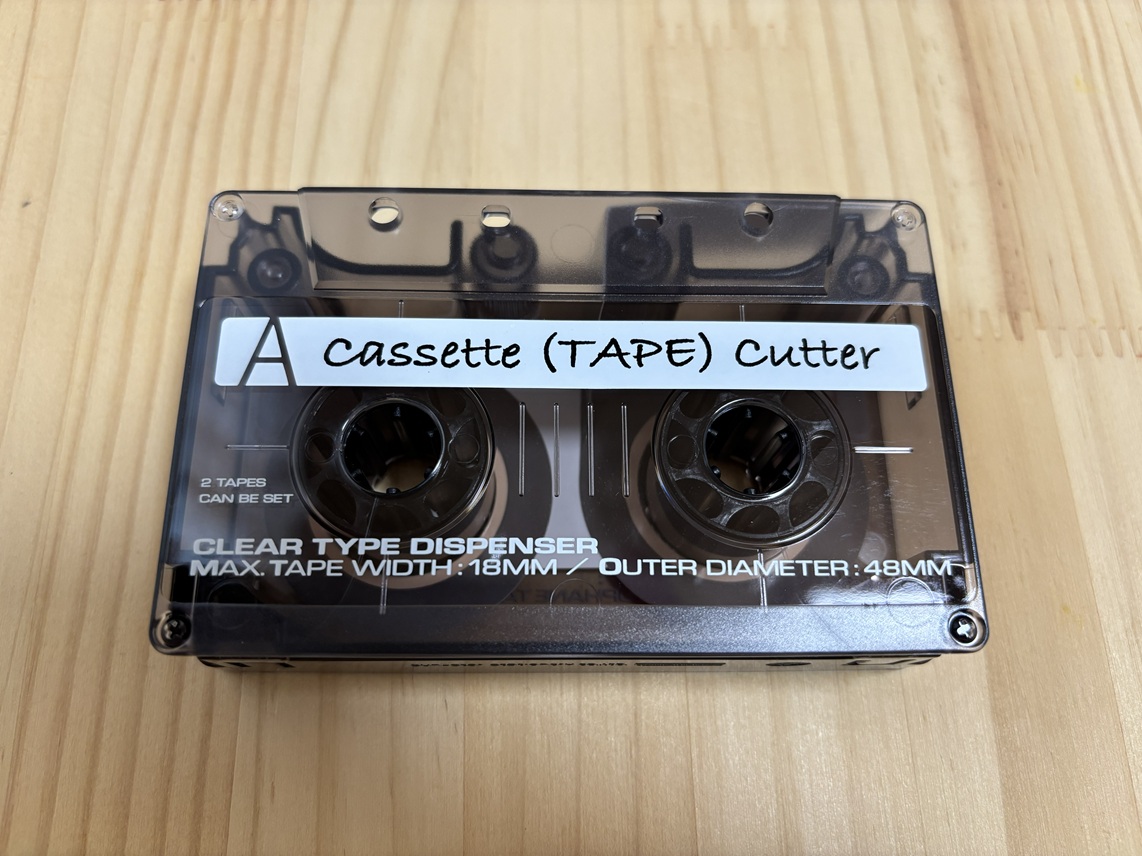 A Cassette (TAPE) Cutter
2 TAPES
CAN BE SET
CLEAR TYPE DISPENSER
MAX. TAPE WIDTH : 18MM / OUTER DIAMETER : 48MM